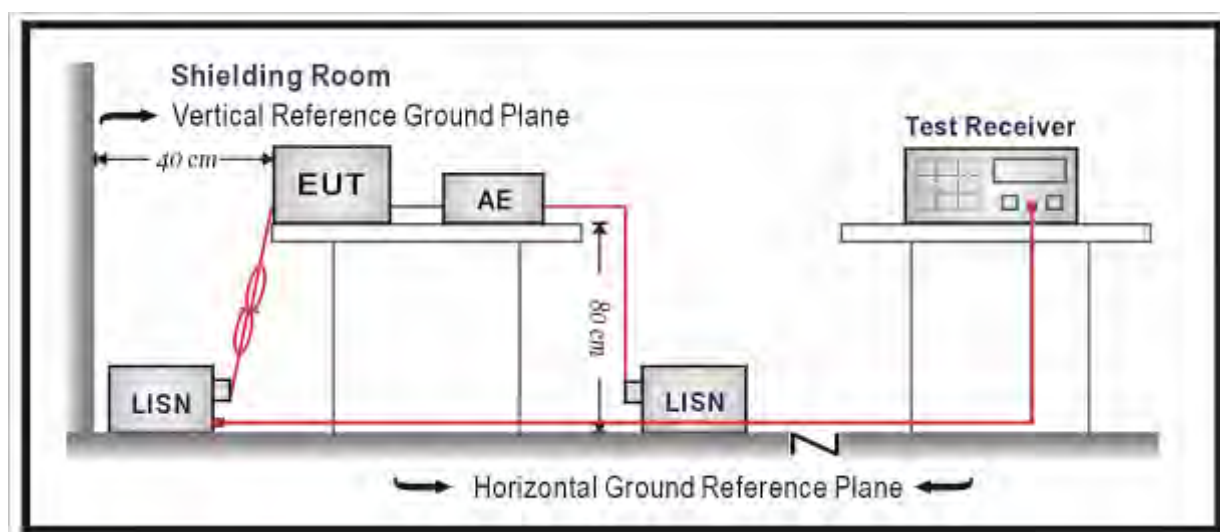 Shielding Room
Vertical Reference Ground Plane
40 cm
EUT
AE
Test Receiver
80 cm
LISN
LISN
Horizontal Ground Reference Plane